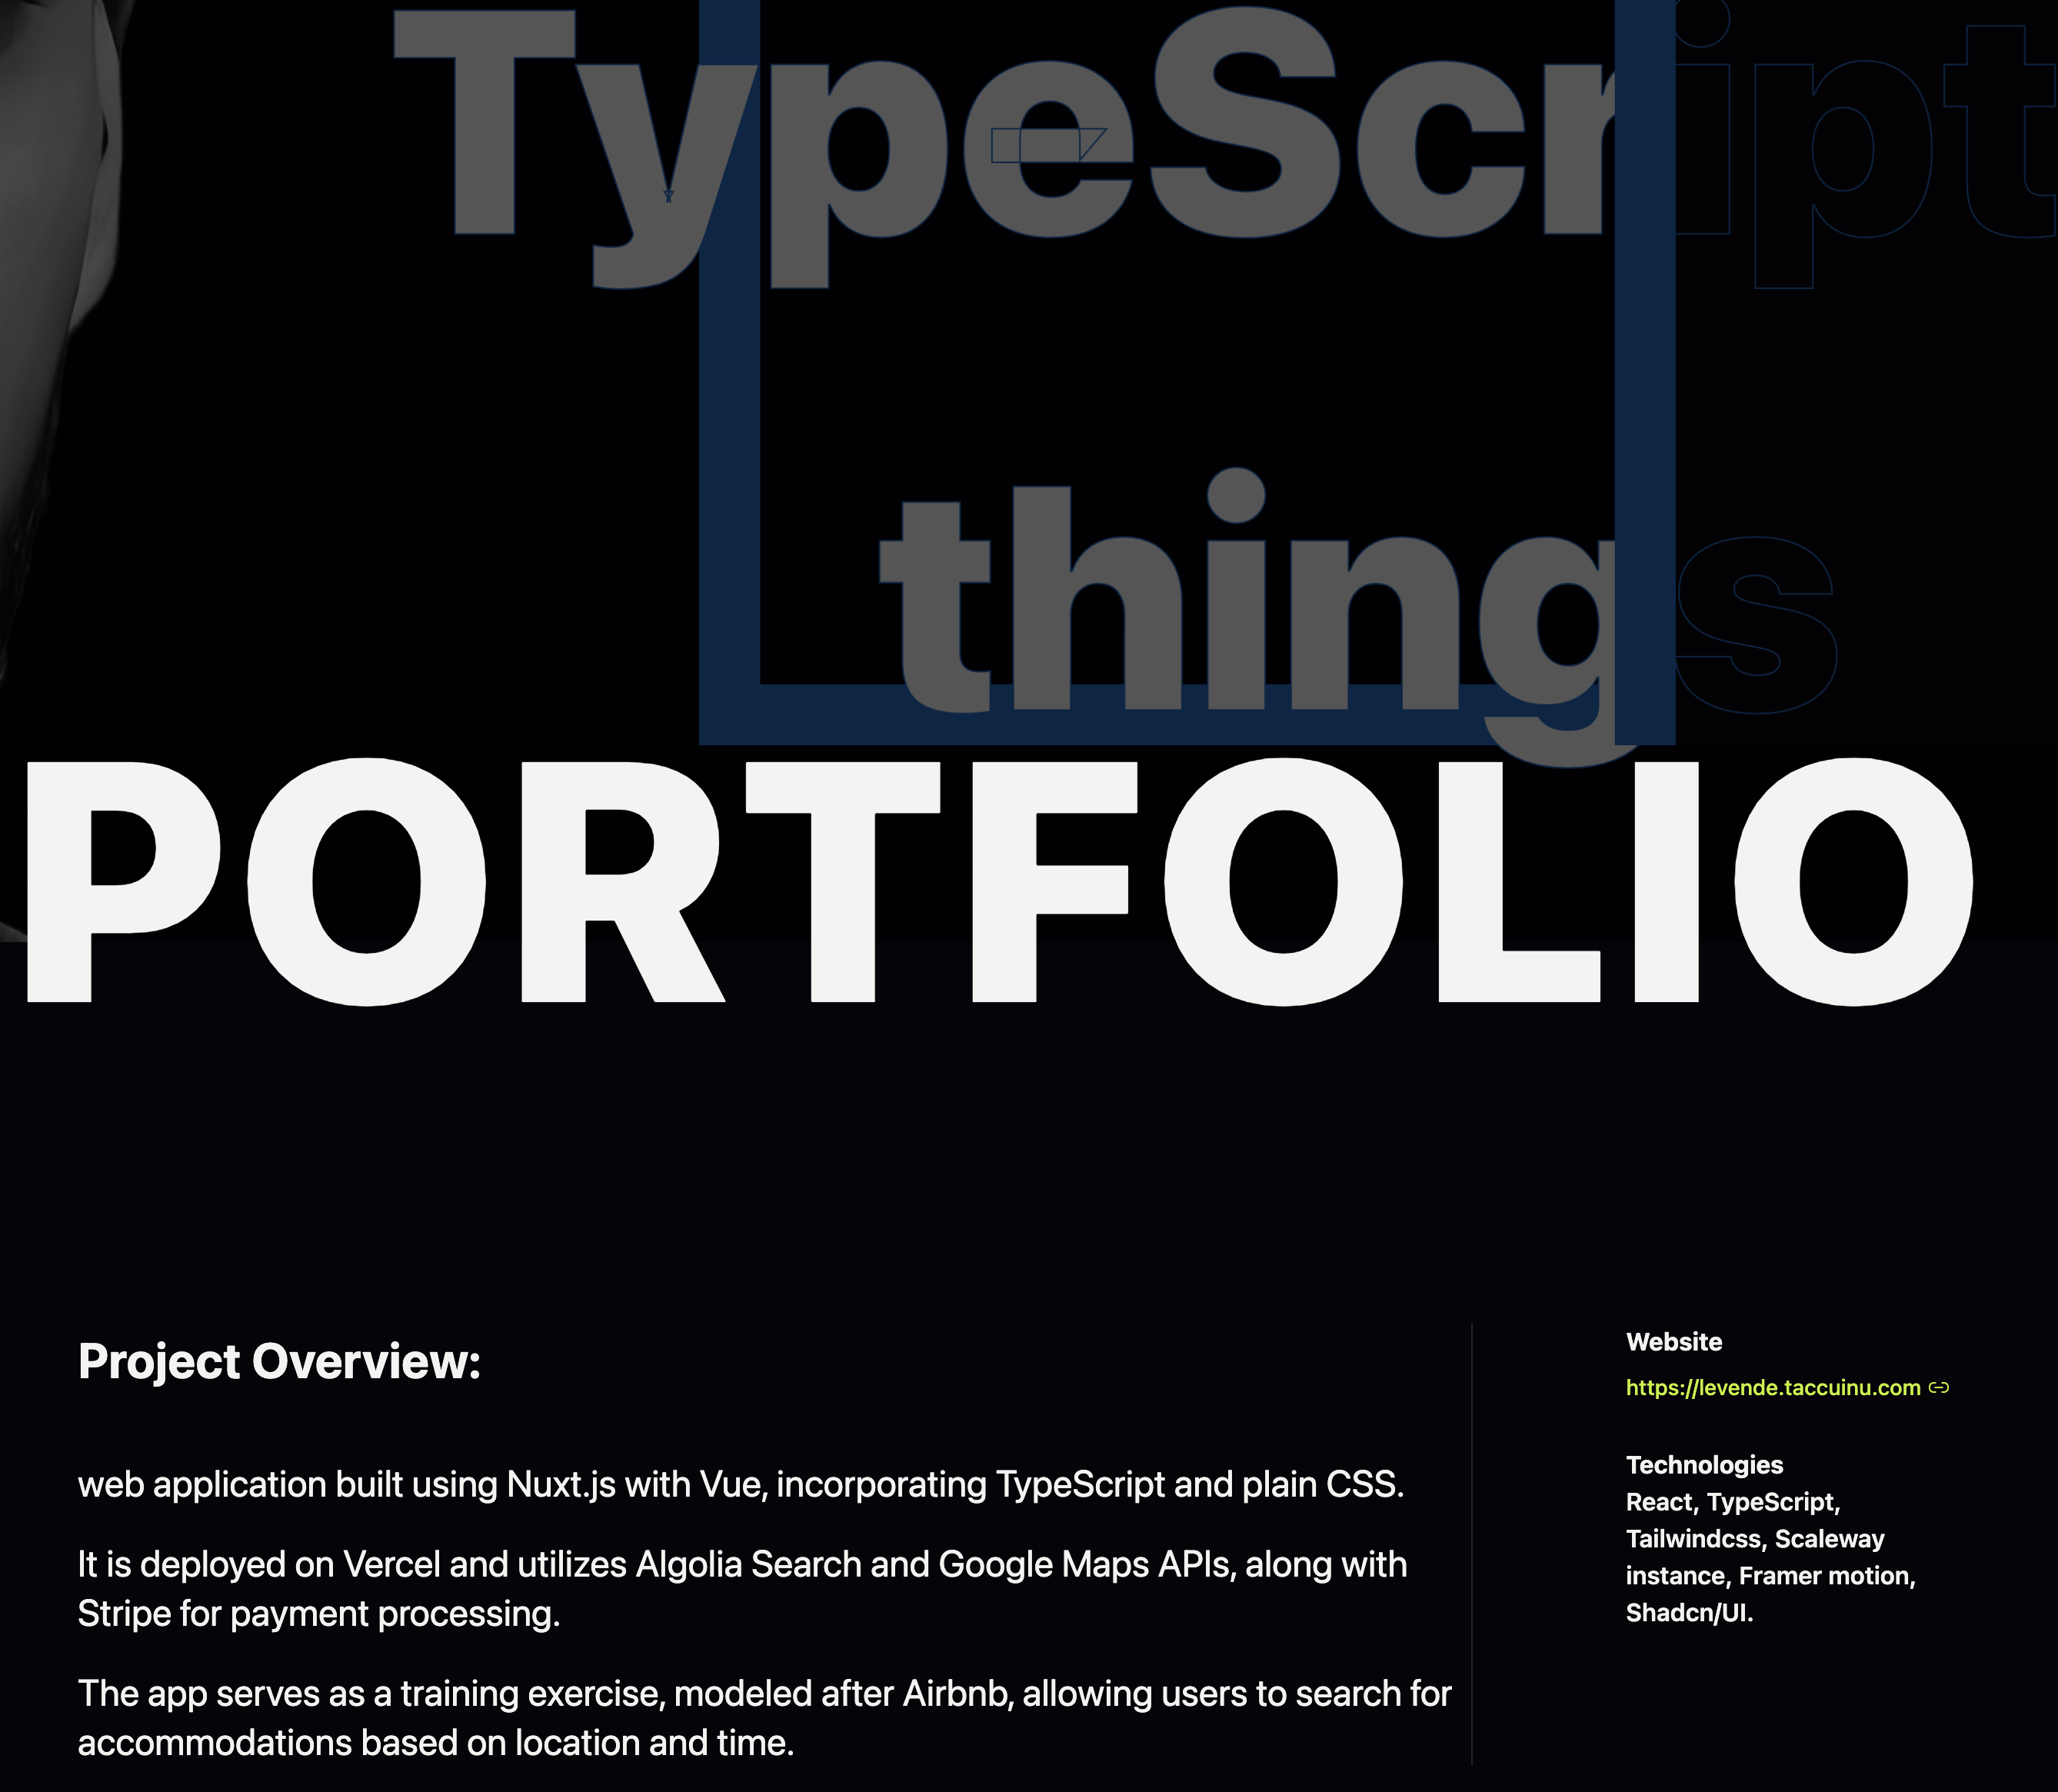 TypeScript
things
PORTFOLIO
Project Overview:
web application built using Nuxt.js with Vue, incorporating TypeScript and plain CSS.
It is deployed on Vercel and utilizes Algolia Search and Google Maps APIs, along with
Stripe for payment processing.
The app serves as a training exercise, modeled after Airbnb, allowing users to search for
accommodations based on location and time.
Website
https://levende.taccuinu.com
Technologies
React, TypeScript,
Tailwindcss, Scaleway
instance, Framer motion,
Shadcn/UI.